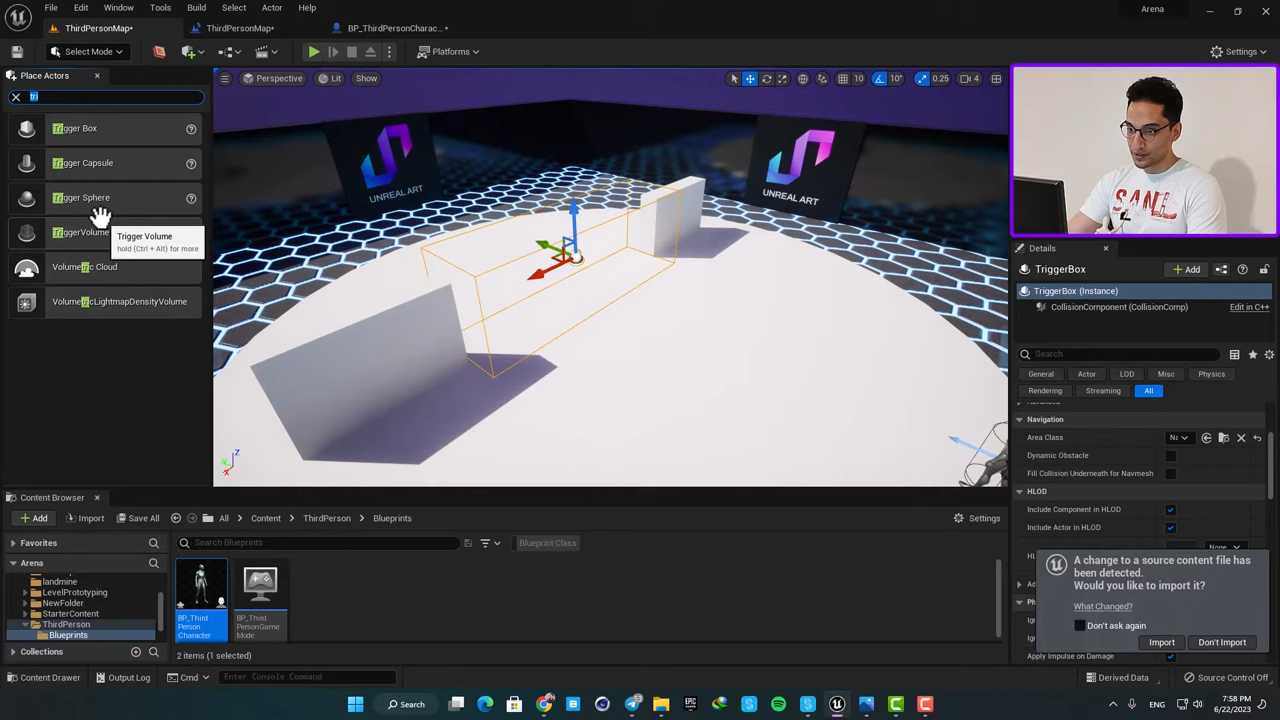 File Edit Window Tools Build Select Actor Help
Arena
ThirdPersonMap*
ThirdPersonMap*
BP_ThirdPersonCharac..*
Select Mode
Platforms
Settings
Place Actors
Perspective
Lit
Show
10
10°
0.25
4
tri
Trigger Box
Trigger Capsule
Trigger Sphere
TriggerVolume
Trigger Volume
hold (Ctrl + Alt) for more
Volumetric Cloud
VolumetricLightmapDensityVolume
UNREAL ART
UNREAL ART
Details
TriggerBox
Add
TriggerBox (Instance)
CollisionComponent (CollisionComp)
Edit in C++
Search
General
Actor
LOD
Misc
Physics
Rendering
Streaming
All
Navigation
Area Class
Dynamic Obstacle
Fill Collision Underneath for Navmesh
HLOD
Include Component in HLOD
Include Actor in HLOD
None
A change to a source content file has
been detected.
Would you like to import it?
What Changed?
Don't ask again
Import
Don't Import
Apply Impulse on Damage
Content Browser
Add
Import
Save All
All
Content
ThirdPerson
Blueprints
Settings
Favorites
Search Blueprints
Blueprint Class
Arena
landmine
LevelPrototyping
NewFolder
StarterContent
ThirdPerson
Blueprints
Collections
BP_Third
Person
Character
BP_Third
PersonGame
Mode
2 items (1 selected)
Content Drawer
Output Log
Cmd
Enter Console Command
Derived Data
Source Control Off
Search
7:58 PM
6/22/2023